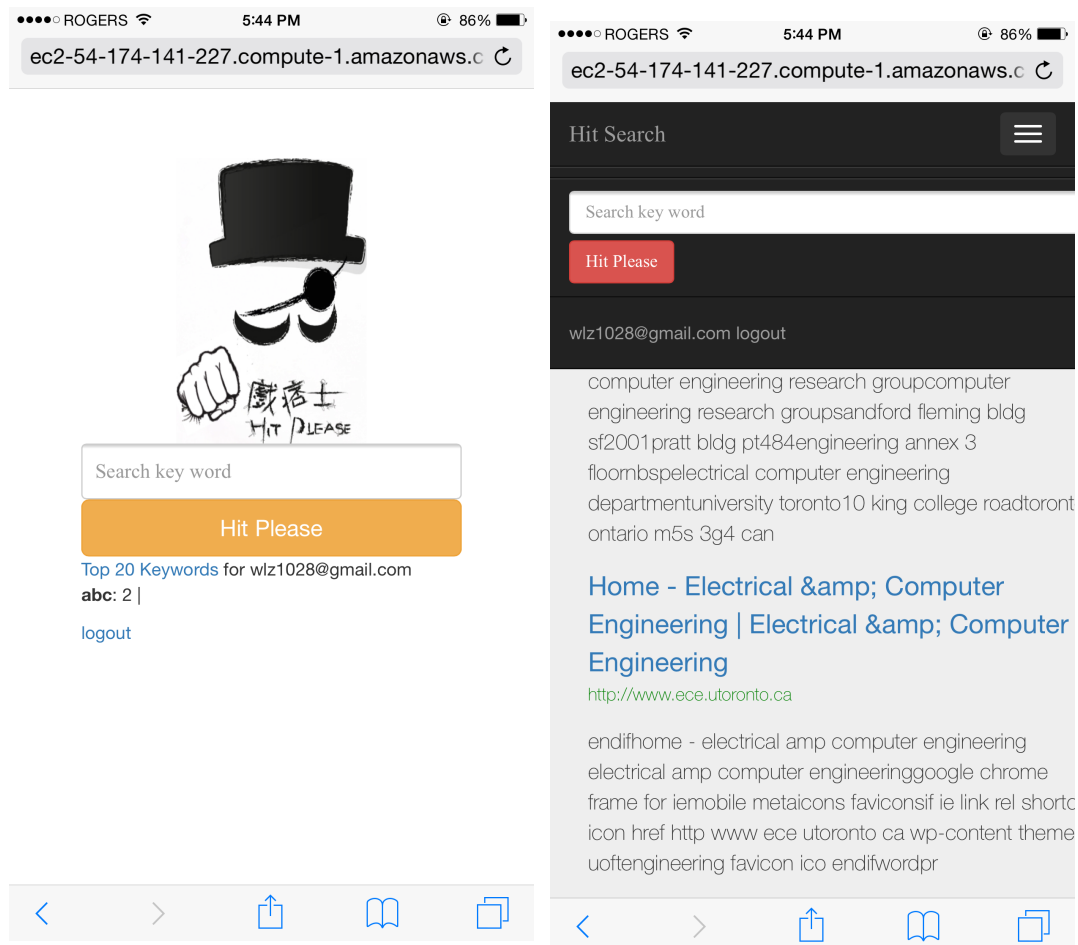 ROGERS 5:44 PM 86%
ec2-54-174-141-227.compute-1.amazonaws.c
戲痞士
HIT PLEASE
Search key word
Hit Please
Top 20 Keywords for wlz1028@gmail.com
abc: 2 |
logout
ROGERS 5:44 PM 86%
ec2-54-174-141-227.compute-1.amazonaws.c
Hit Search
Search key word
Hit Please
wlz1028@gmail.com logout
computer engineering research groupcomputer
engineering research groupsandford fleming bldg
sf2001pratt bldg pt484engineering annex 3
floornbspelectrical computer engineering
departmentuniversity toronto10 king college roadtoront
ontario m5s 3g4 can
Home - Electrical &amp; Computer
Engineering | Electrical &amp; Computer
Engineering
http://www.ece.utoronto.ca
endifhome - electrical amp computer engineering
electrical amp computer engineeringgoogle chrome
frame for iemobile metaicons faviconsif ie link rel shortc
icon href http www ece utoronto ca wp-content theme
uoftengineering favicon ico endifwordpr